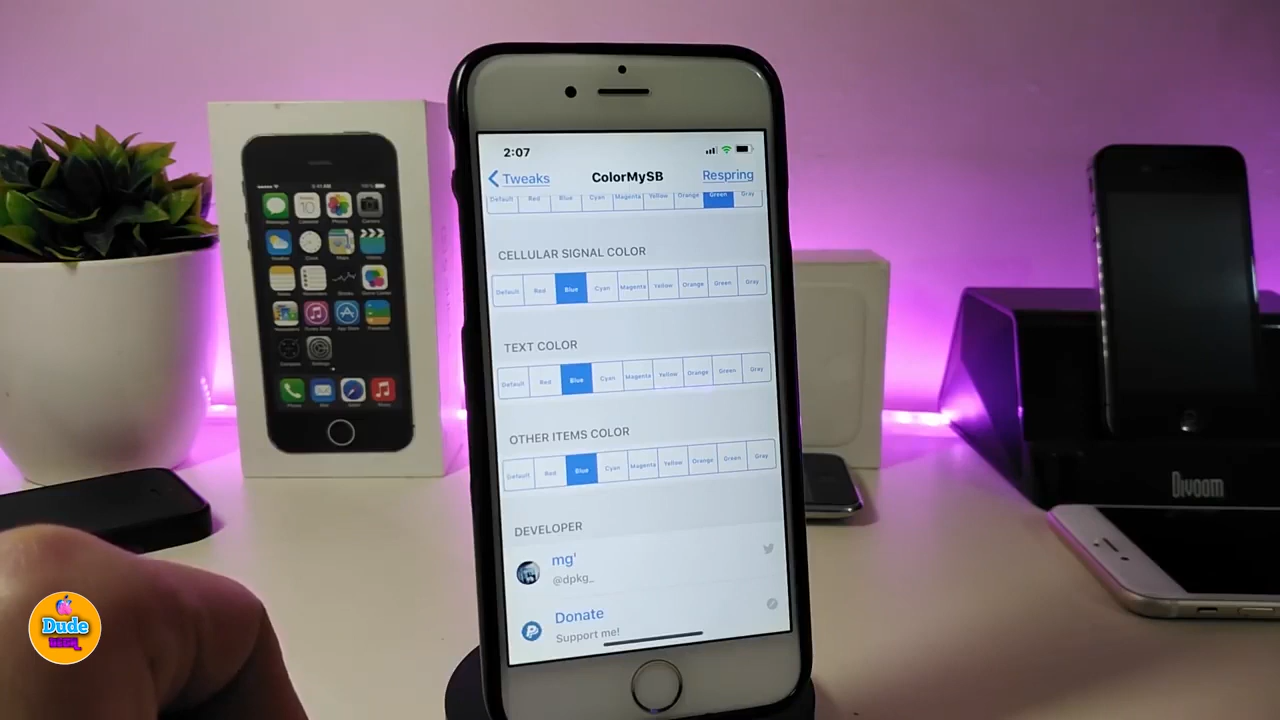 2:07
Tweaks ColorMySB Respring
Default Red Blue Cyan Magenta Yellow Orange Green Gray
CELLULAR SIGNAL COLOR
Default Red Blue Cyan Magenta Yellow Orange Green Gray
TEXT COLOR
Default Red Blue Cyan Magenta Yellow Orange Green Gray
OTHER ITEMS COLOR
Default Red Blue Cyan Magenta Yellow Orange Green Gray
DEVELOPER
mg'
@dpkg_
Donate
Support me!
Divoom
Dude